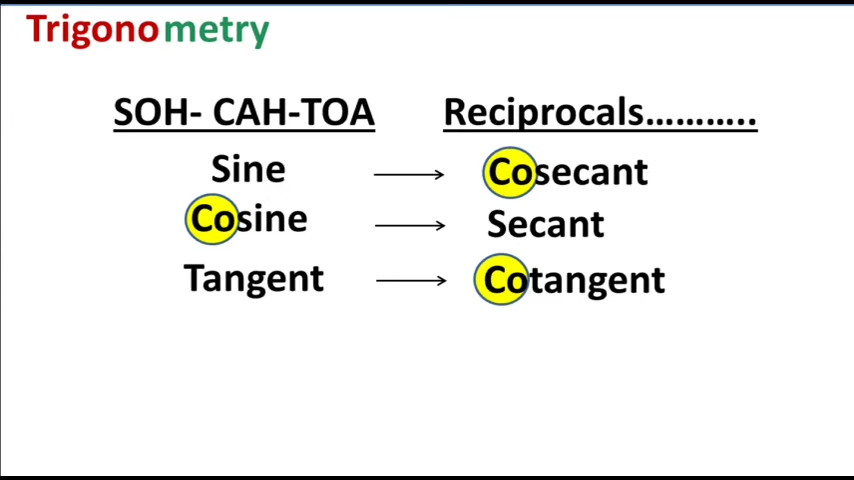 Trigonometry
SOH- CAH-TOA Reciprocals………..
Sine Cosecant
Cosine Secant
Tangent Cotangent